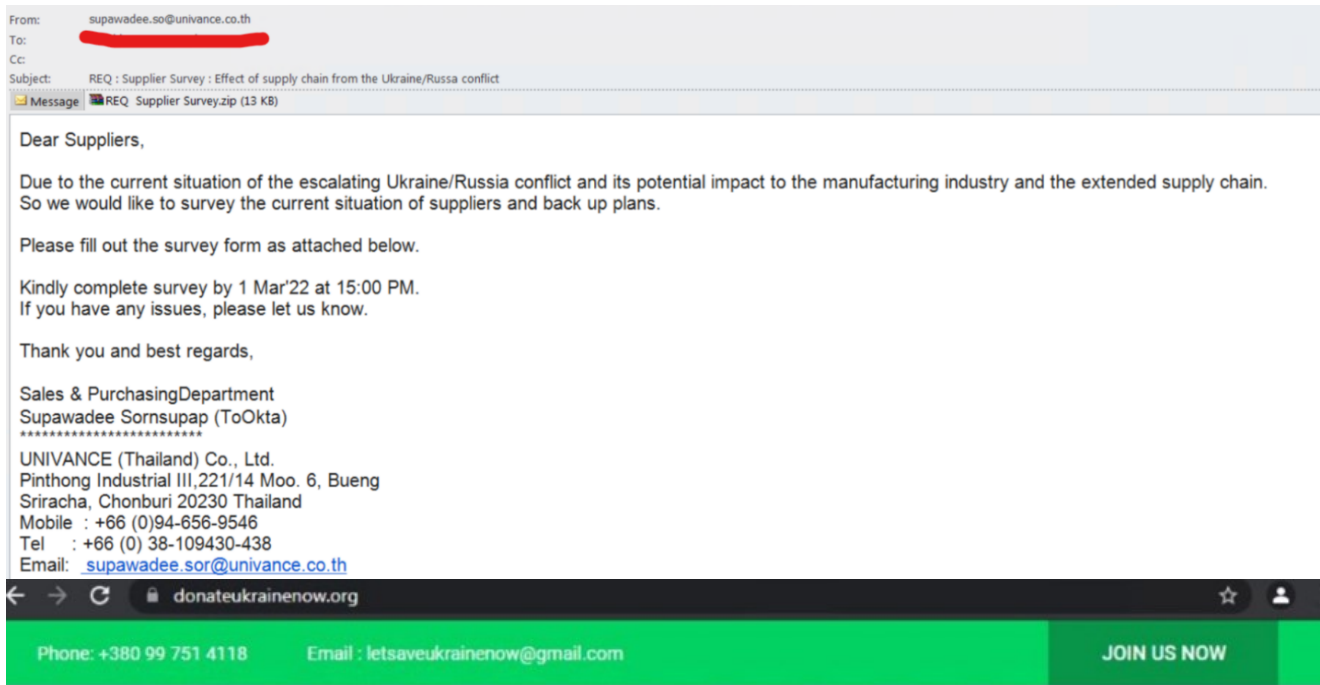 From: supawadee.so@univance.co.th
To:
Cc:
Subject: REQ : Supplier Survey : Effect of supply chain from the Ukraine/Russa conflict
Message REQ Supplier Survey.zip (13 KB)
Dear Suppliers,
Due to the current situation of the escalating Ukraine/Russia conflict and its potential impact to the manufacturing industry and the extended supply chain.
So we would like to survey the current situation of suppliers and back up plans.
Please fill out the survey form as attached below.
Kindly complete survey by 1 Mar'22 at 15:00 PM.
If you have any issues, please let us know.
Thank you and best regards,
Sales & PurchasingDepartment
Supawadee Sornsupap (ToOkta)
*************************
UNIVANCE (Thailand) Co., Ltd.
Pinthong Industrial III,221/14 Moo. 6, Bueng
Sriracha, Chonburi 20230 Thailand
Mobile : +66 (0)94-656-9546
Tel : +66 (0) 38-109430-438
Email: supawadee.sor@univance.co.th
donateukrainenow.org
Phone: +380 99 751 4118 Email : letsaveukrainenow@gmail.com JOIN US NOW